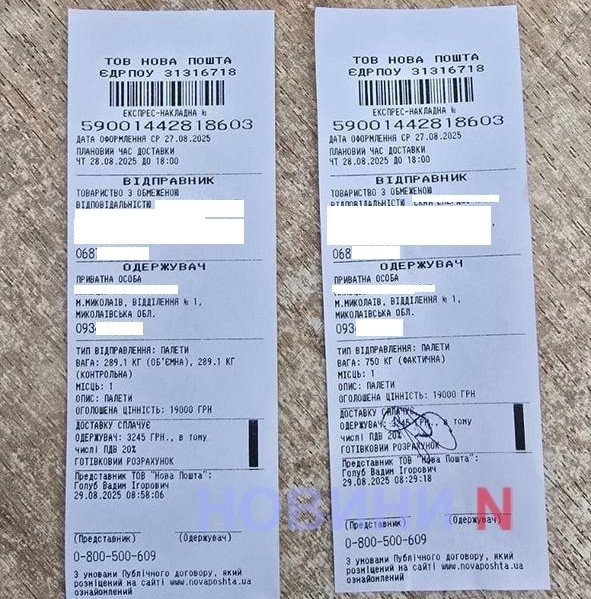 ТОВ НОВА ПОШТА
ЄДРПОУ 31316718
ЕКСПРЕС-НАКЛАДНА №
59001442818603
ДАТА ОФОРМЛЕННЯ СР 27.08.2025
ПЛАНОВИЙ ЧАС ДОСТАВКИ
ЧТ 28.08.2025 ДО 18:00
ВІДПРАВНИК
ТОВАРИСТВО З ОБМЕЖЕНОЮ
ВІДПОВІДАЛЬНІСТЮ
068
ОДЕРЖУВАЧ
ПРИВАТНА ОСОБА
М.МИКОЛАЇВ, ВІДДІЛЕННЯ № 1,
МИКОЛАЇВСЬКА ОБЛ.
093
ТИП ВІДПРАВЛЕННЯ: ПАЛЕТИ
ВАГА: 289.1 КГ (ОБ'ЄМНА), 289.1 КГ
(КОНТРОЛЬНА)
МІСЦЬ: 1
ОПИС: ПАЛЕТИ
ОГОЛОШЕНА ЦІННІСТЬ: 19000 ГРН
ДОСТАВКУ СПЛАЧУЄ
ОДЕРЖУВАЧ: 3245 ГРН., в тому
числі ПДВ 20%
ГОТІВКОВИЙ РОЗРАХУНОК
Представник ТОВ "Нова Пошта":
Голуб Вадим Ігорович
29.08.2025 08:58:06
(Представник) (Одержувач)
0-800-500-609
З умовами Публічного договору, який
розміщений на сайті www.novaposhta.ua
ознайомлений
ТОВ НОВА ПОШТА
ЄДРПОУ 31316718
ЕКСПРЕС-НАКЛАДНА №
59001442818603
ДАТА ОФОРМЛЕННЯ СР 27.08.2025
ПЛАНОВИЙ ЧАС ДОСТАВКИ
ЧТ 28.08.2025 ДО 18:00
ВІДПРАВНИК
ТОВАРИСТВО З ОБМЕЖЕНОЮ
ВІДПОВІДАЛЬНІСТЮ
068
ОДЕРЖУВАЧ
ПРИВАТНА ОСОБА
М.МИКОЛАЇВ, ВІДДІЛЕННЯ № 1,
МИКОЛАЇВСЬКА ОБЛ.
093
ТИП ВІДПРАВЛЕННЯ: ПАЛЕТИ
ВАГА: 750 КГ (ФАКТИЧНА)
МІСЦЬ: 1
ОПИС: ПАЛЕТИ
ОГОЛОШЕНА ЦІННІСТЬ: 19000 ГРН
ДОСТАВКУ СПЛАЧУЄ
ОДЕРЖУВАЧ: 3245 ГРН., в тому
числі ПДВ 20%
ГОТІВКОВИЙ РОЗРАХУНОК
Представник ТОВ "Нова Пошта":
Голуб Вадим Ігорович
29.08.2025 08:29:18
(Представник) (Одержувач)
0-800-500-609
З умовами Публічного договору, який
розміщений на сайті www.novaposhta.ua
ознайомлений
НОВИНИ N